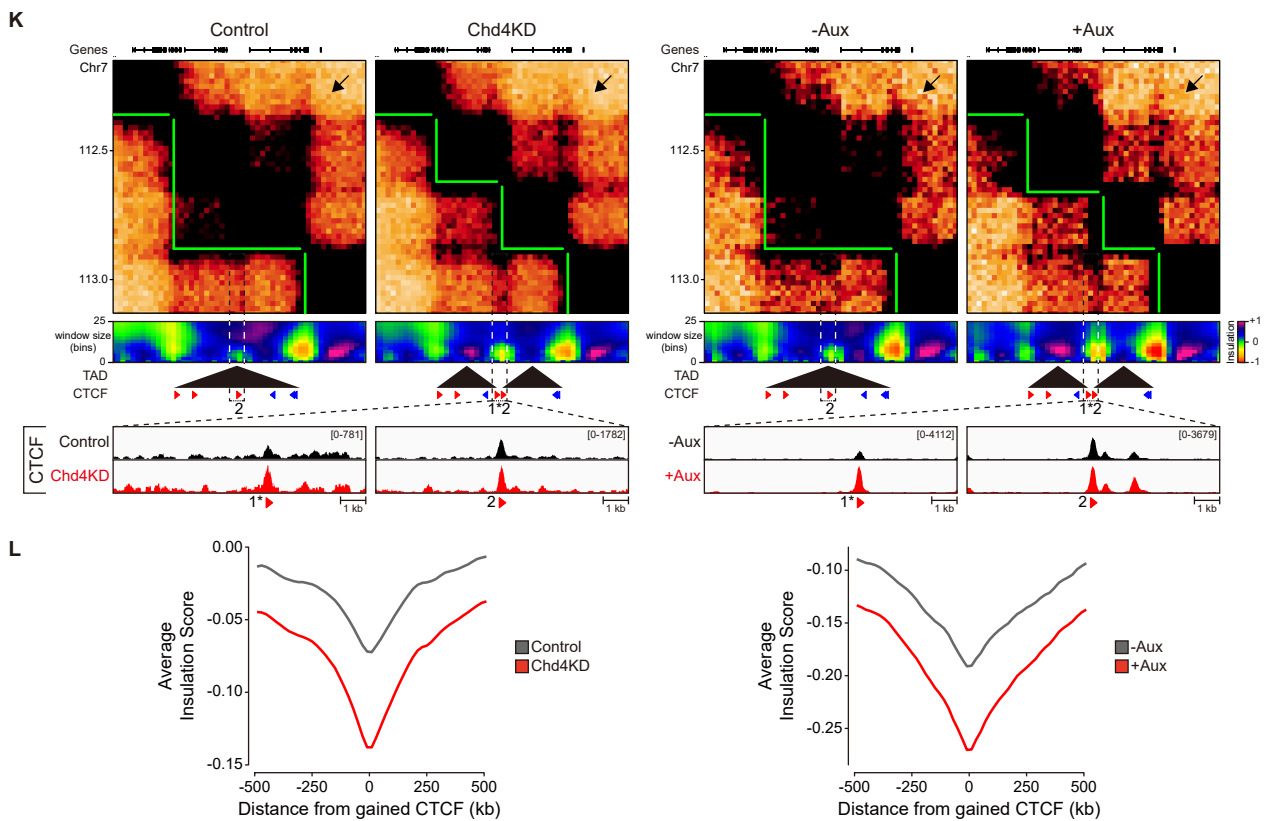 K
Control Chd4KD -Aux +Aux
Genes Genes
Chr7 Chr7
112.5 112.5
113.0 113.0
25 25
window size window size
(bins) (bins)
0 0
Insulation +1 0 -1
TAD TAD
CTCF CTCF
2 1*2 2 1*2
CTCF
Control [0-781] [0-1782] -Aux [0-4112] [0-3679]
Chd4KD +Aux
1* 1 kb 2 1 kb 1* 1 kb 2 1 kb
L
0.00
-0.05
-0.10
-0.15
Average
Insulation Score
Control
Chd4KD
-500 -250 0 250 500
Distance from gained CTCF (kb)
-0.10
-0.15
-0.20
-0.25
Average
Insulation Score
-Aux
+Aux
-500 -250 0 250 500
Distance from gained CTCF (kb)